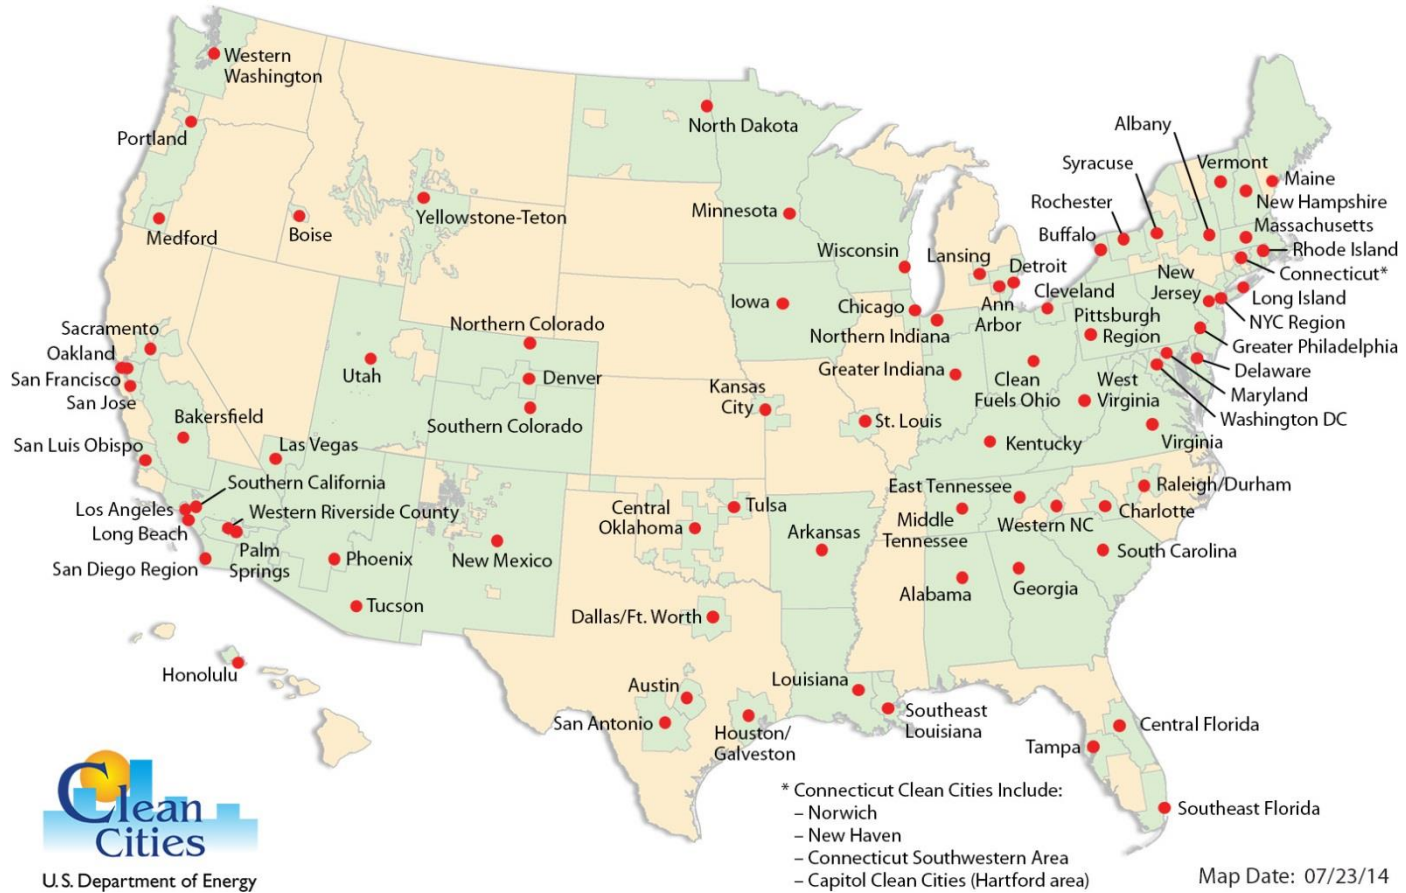 Western
Washington
Portland
Medford
Boise
Yellowstone-Teton
North Dakota
Minnesota
Wisconsin
Iowa
Chicago
Northern Indiana
Greater Indiana
Lansing
Detroit
Ann
Arbor
Cleveland
Clean
Fuels Ohio
Pittsburgh
Region
West
Virginia
Buffalo
Rochester
Syracuse
Albany
Vermont
Maine
New Hampshire
Massachusetts
Rhode Island
Connecticut*
Long Island
NYC Region
New
Jersey
Greater Philadelphia
Delaware
Maryland
Washington DC
Virginia
Kentucky
St. Louis
Kansas
City
Northern Colorado
Denver
Southern Colorado
Utah
Sacramento
Oakland
San Francisco
San Jose
Bakersfield
San Luis Obispo
Las Vegas
Southern California
Los Angeles
Western Riverside County
Long Beach
Palm
Springs
San Diego Region
Phoenix
Tucson
New Mexico
Central
Oklahoma
Tulsa
Arkansas
East Tennessee
Middle
Tennessee
Western NC
Raleigh/Durham
Charlotte
South Carolina
Georgia
Alabama
Dallas/Ft. Worth
Austin
San Antonio
Houston/
Galveston
Louisiana
Southeast
Louisiana
Central Florida
Tampa
Southeast Florida
Honolulu
* Connecticut Clean Cities Include:
– Norwich
– New Haven
– Connecticut Southwestern Area
– Capitol Clean Cities (Hartford area)
Clean
Cities
U.S. Department of Energy
Map Date: 07/23/14